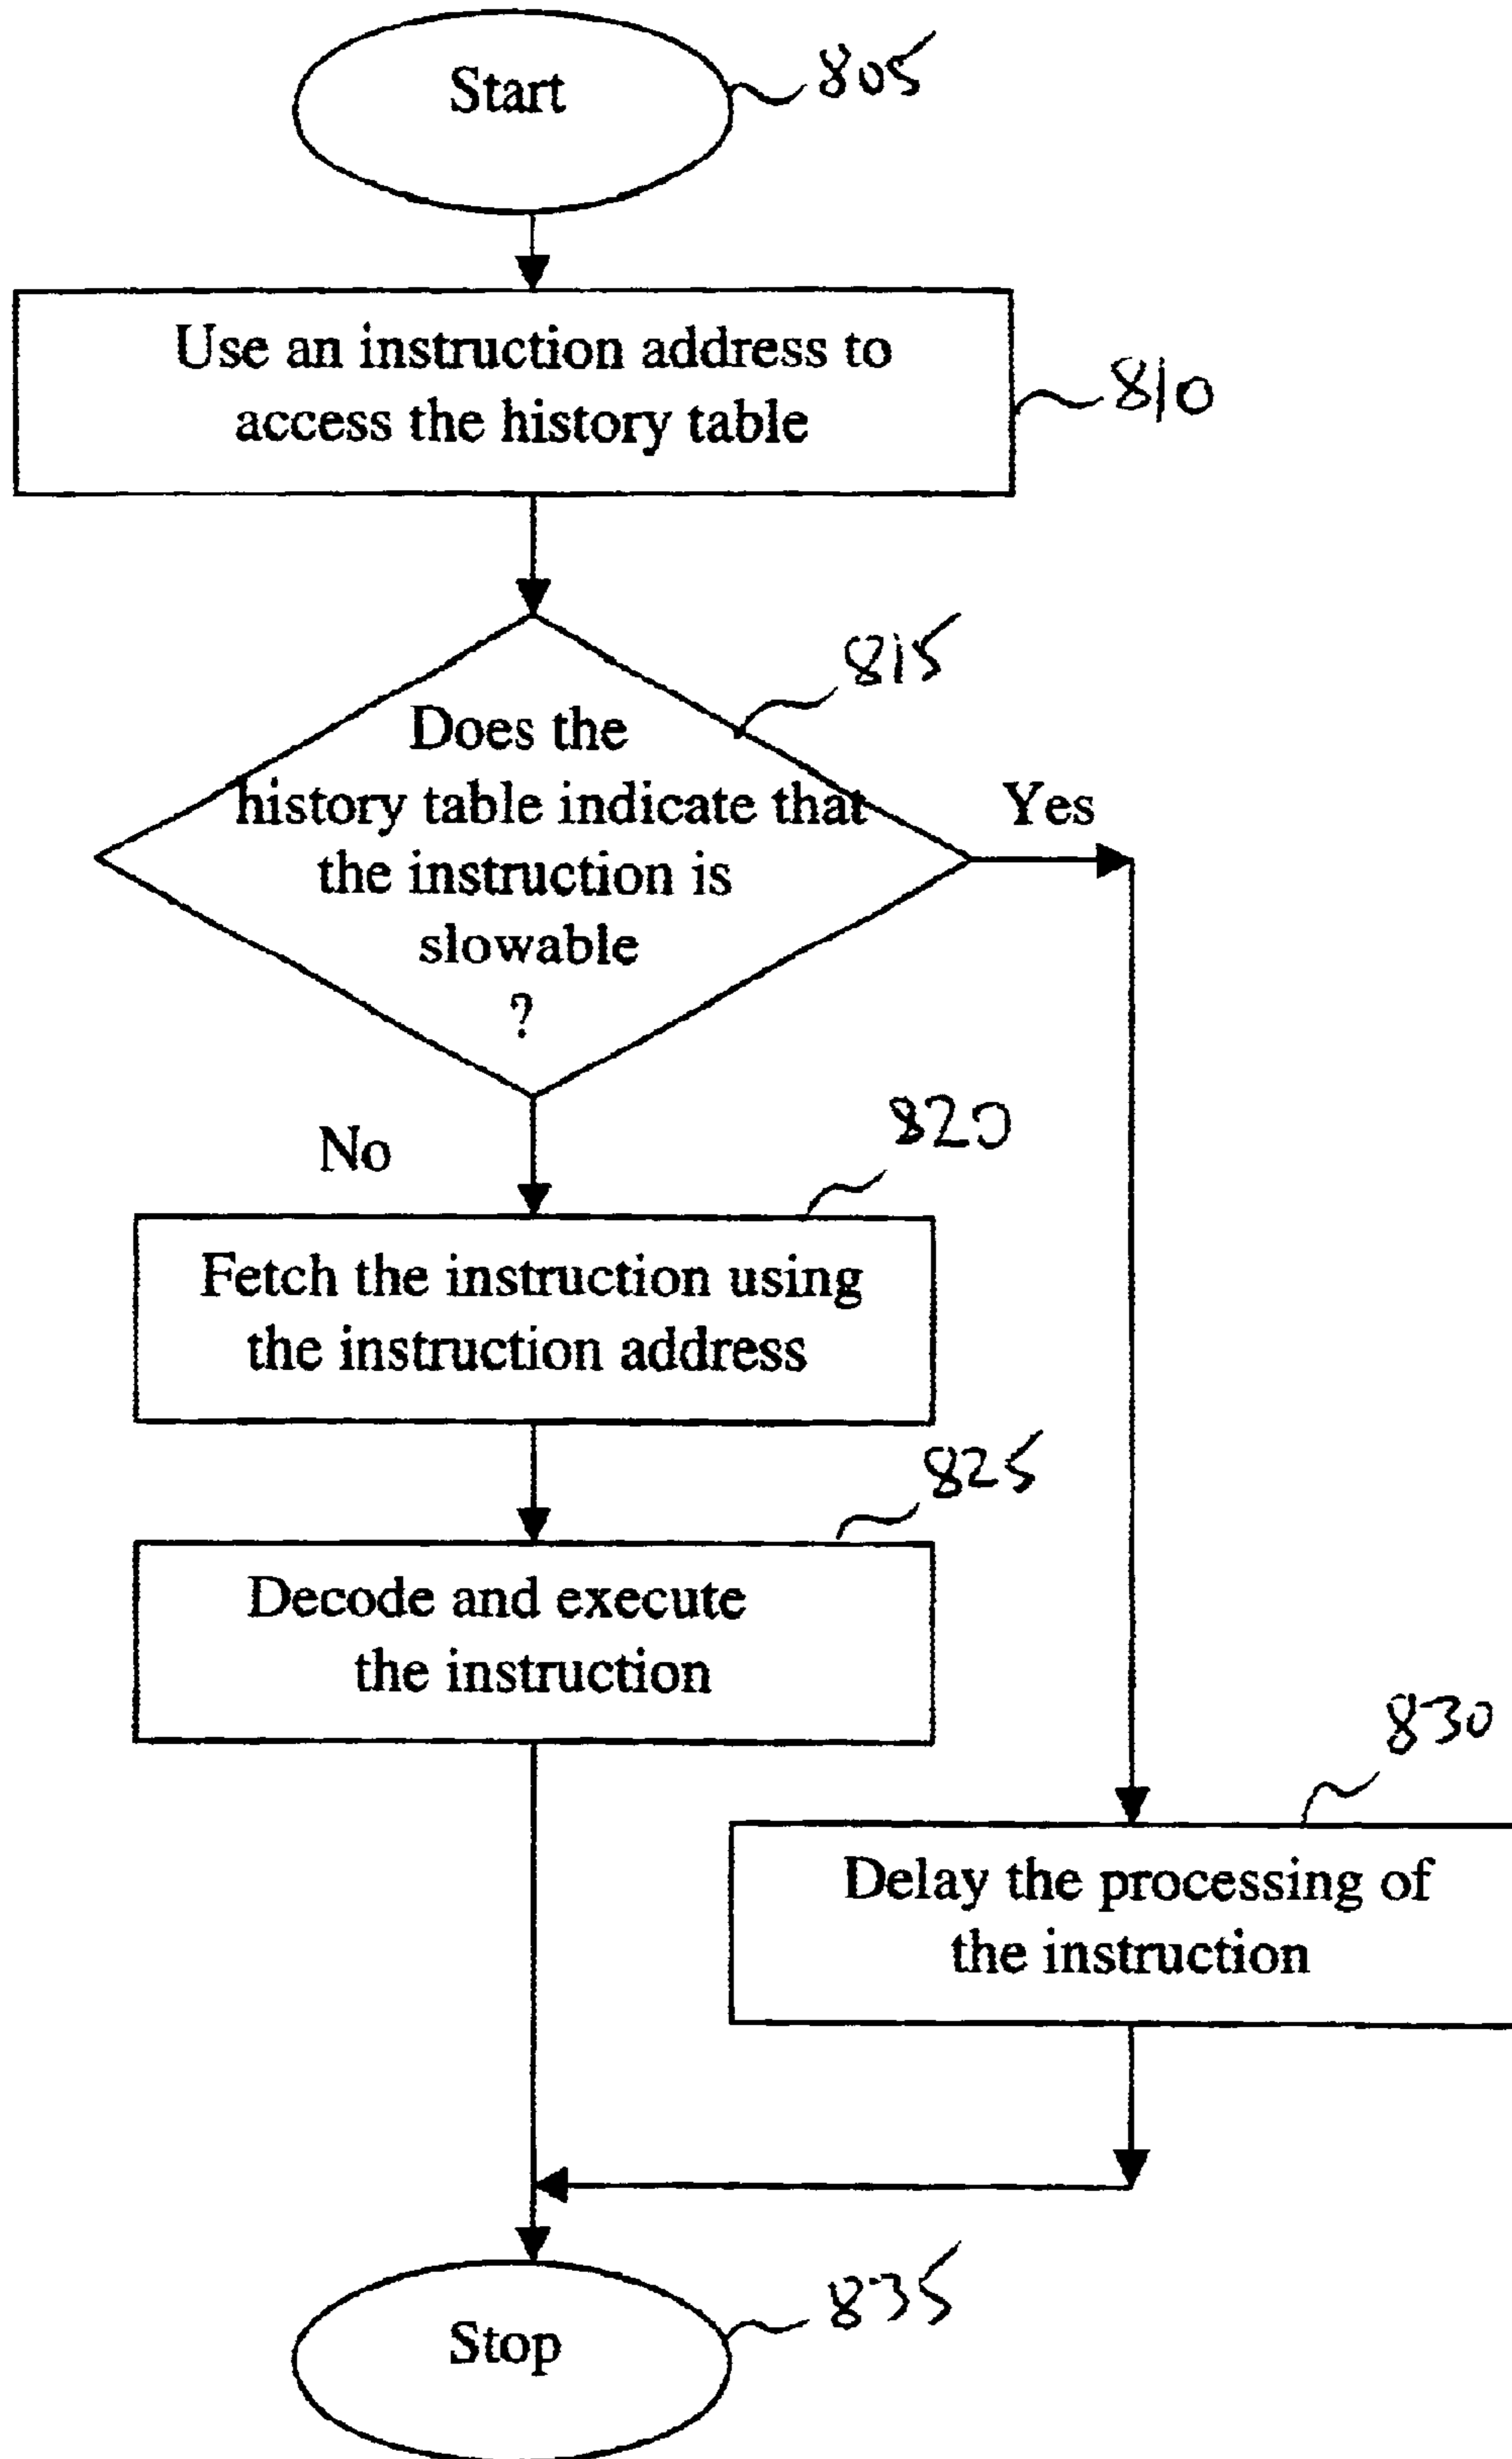 Start
805
Use an instruction address to
access the history table
810
815
Does the
history table indicate that
the instruction is
slowable
?
Yes
No
820
Fetch the instruction using
the instruction address
825
Decode and execute
the instruction
830
Delay the processing of
the instruction
Stop
835